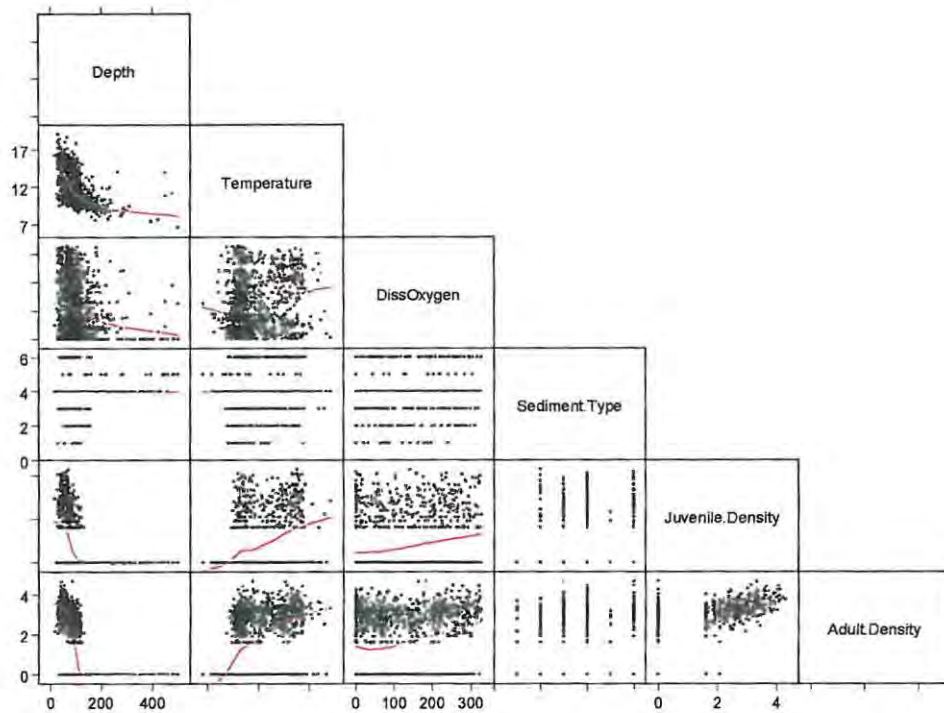 Depth
17
12
7
Temperature
DissOxygen
6
4
2
0
Sediment.Type
Juvenile.Density
4
2
0
Adult.Density
0 200 400
0 100 200 300
0 2 4